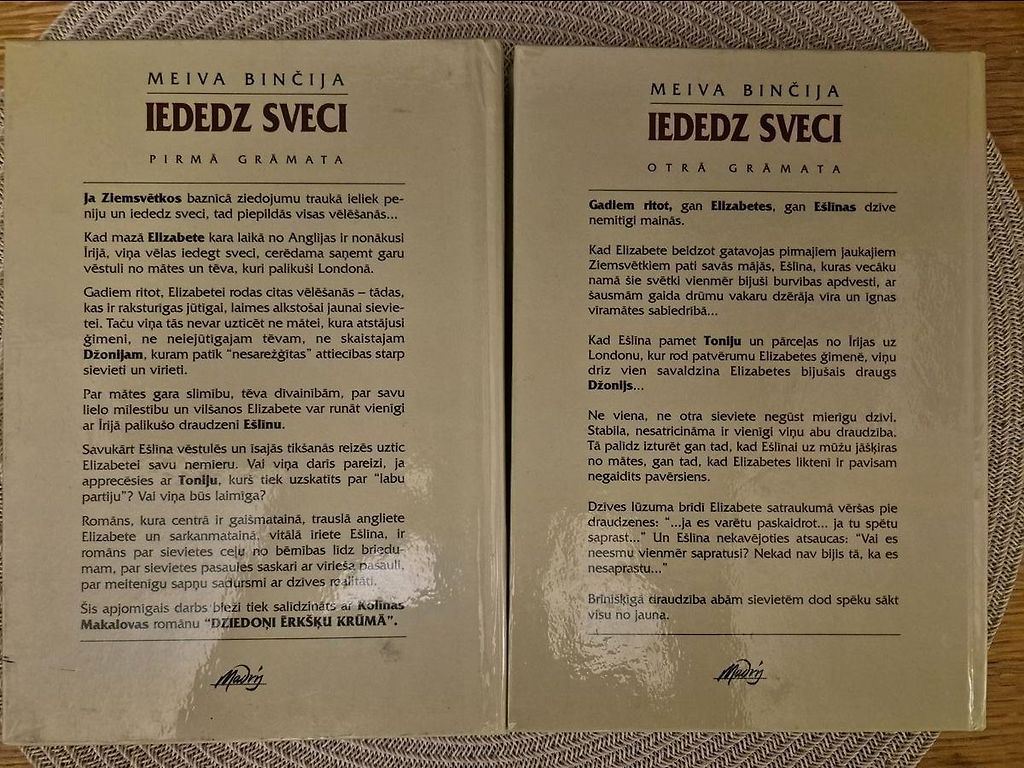 MEIVA BINČIJA
IEDEDZ SVECI
PIRMĀ GRĀMATA
Ja Ziemsvētkos baznīcā ziedojumu traukā ieliek pe-
niju un iededz sveci, tad piepildās visas vēlēšanās...
Kad mazā Elizabete kara laikā no Anglijas ir nonākusi
Īrijā, viņa vēlas iedegt sveci, cerēdama saņemt garu
vēstuli no mātes un tēva, kuri palikuši Londonā.
Gadiem ritot, Elizabetei rodas citas vēlēšanās – tādas,
kas ir raksturīgas jūtīgai, laimes alkstošai jaunai sievie-
tei. Taču viņa tās nevar uzticēt ne mātei, kura atstājusi
ģimeni, ne neiejūtīgajam tēvam, ne skaistajam
Džonijam, kuram patīk “nesarežģītas” attiecības starp
sievieti un vīrieti.
Par mātes gara slimību, tēva dīvainībām, par savu
lielo mīlestību un vilšanos Elizabete var runāt vienīgi
ar Īrijā palikušo draudzeni Ešlīnu.
Savukārt Ešlīna vēstulēs un īsajās tikšanās reizēs uztic
Elizabetei savu nemieru. Vai viņa darīs pareizi, ja
apprecēsies ar Toniju, kurš tiek uzskatīts par “labu
partiju”? Vai viņa būs laimīga?
Romāns, kura centrā ir gaišmatainā, trauslā angliete
Elizabete un sarkanmatainā, vitālā īriete Ešlīna, ir
romāns par sievietes ceļu no bērnības līdz briedu-
mam, par sievietes pasaules saskari ar vīrieša pasauli,
par meitenīgu sapņu sadursmi ar dzīves realitāti.
Šis apjomīgais darbs bieži tiek salīdzināts ar Kolinas
Makalovas romānu “DZIEDOŅI ĒRKŠĶU KRŪMĀ”.
Madris
MEIVA BINČIJA
IEDEDZ SVECI
OTRĀ GRĀMATA
Gadiem ritot, gan Elizabetes, gan Ešlīnas dzīve
nemitīgi mainās.
Kad Elizabete beidzot gatavojas pirmajiem jaukajiem
Ziemsvētkiem pati savās mājās, Ešlīna, kuras vecāku
namā šie svētki vienmēr bijuši burvības apdvesti, ar
šausmām gaida drūmu vakaru dzērāja vīra un īgnas
vīramātes sabiedrībā...
Kad Ešlīna pamet Toniju un pārceļas no Īrijas uz
Londonu, kur rod patvērumu Elizabetes ģimenē, viņu
drīz vien savaldzina Elizabetes bijušais draugs
Džonijs...
Ne viena, ne otra sieviete negūst mierīgu dzīvi.
Stabila, nesatricināma ir vienīgi viņu abu draudzība.
Tā palīdz izturēt gan tad, kad Ešlīnai uz mūžu jāšķiras
no mātes, gan tad, kad Elizabetes liktenī ir pavisam
negaidīts pavērsiens.
Dzīves lūzuma brīdī Elizabete satraukumā vēršas pie
draudzenes: “...ja es varētu paskaidrot... ja tu spētu
saprast...” Un Ešlīna nekavējoties atsaucas: “Vai es
neesmu vienmēr sapratusi? Nekad nav bijis tā, ka es
nesaprastu...”
Brīnišķīgā draudzība abām sievietēm dod spēku sākt
visu no jauna.
Madris